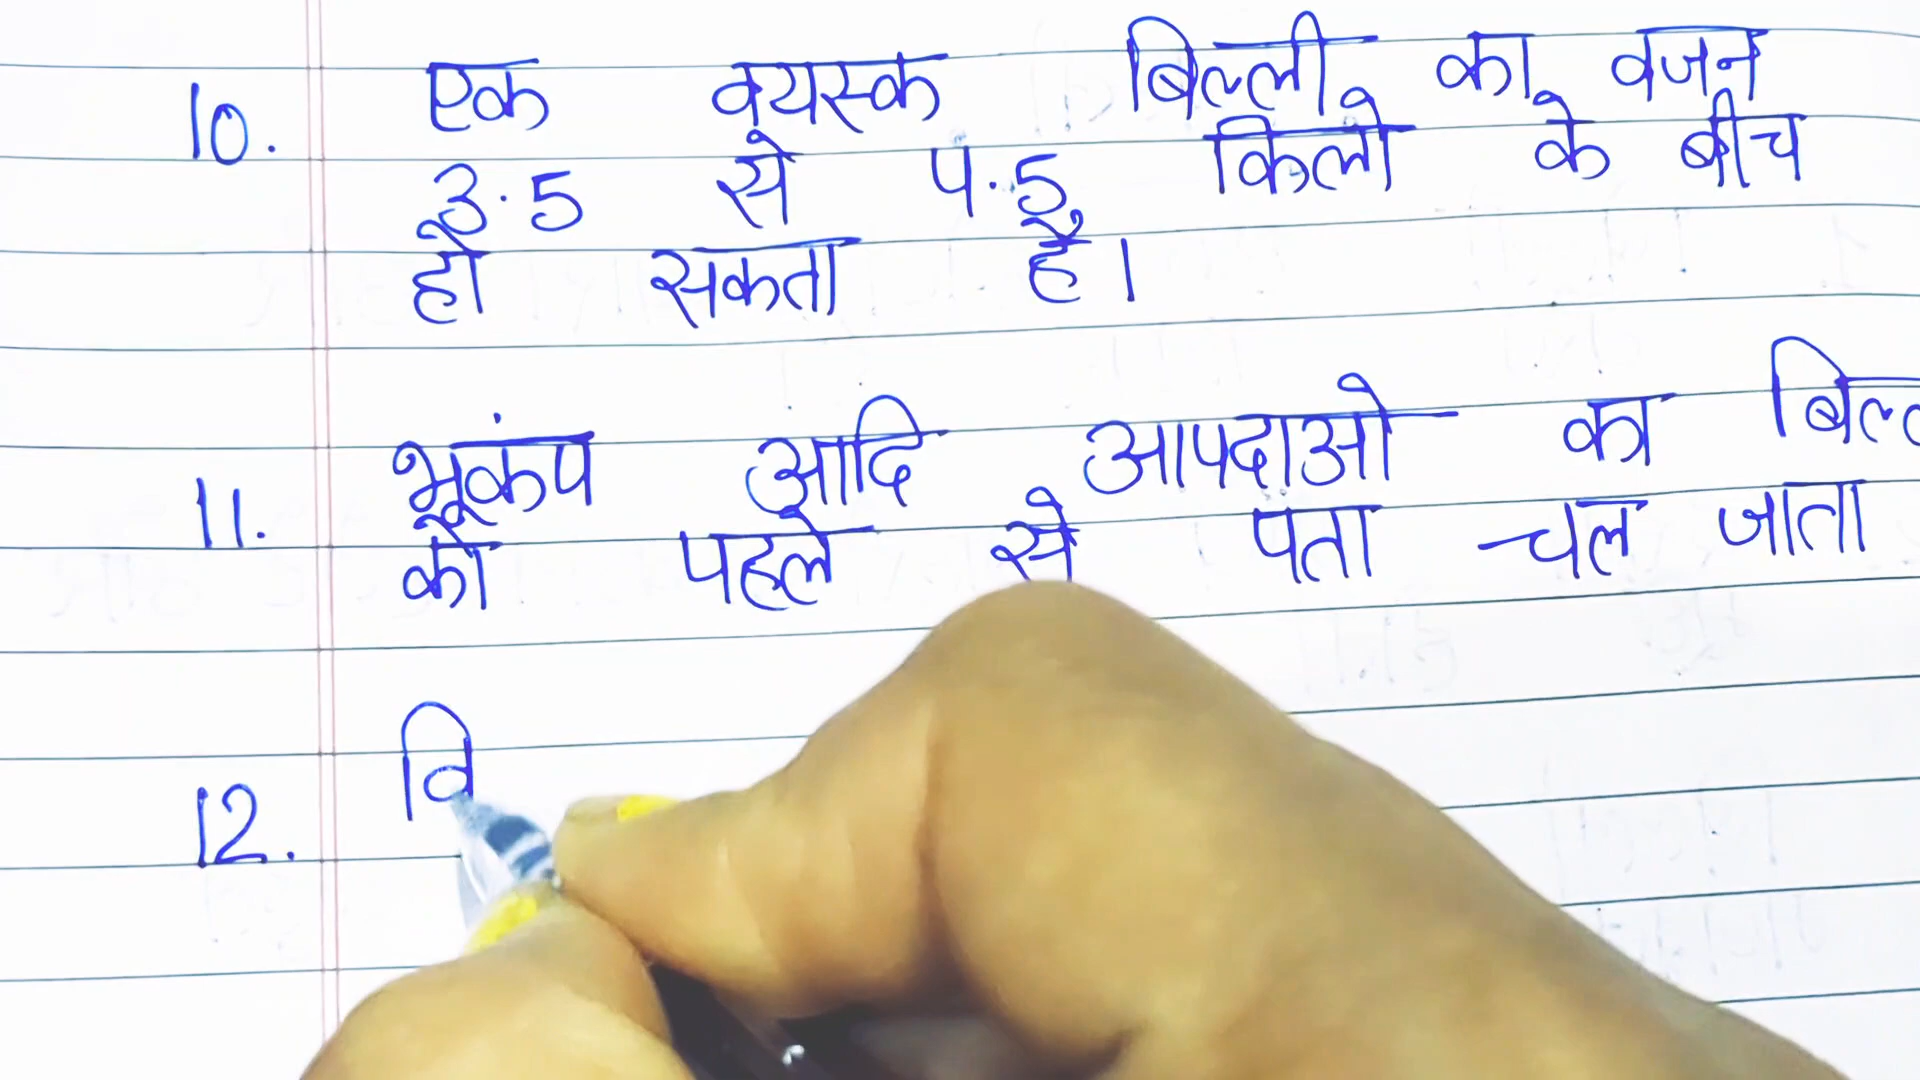 10. एक वयस्क बिल्ली का वजन
3.5 से 4.5 किलो के बीच
हो सकता है।
11. भूकंप आदि आपदाओ का
को पहले से पता चल जाता
12.